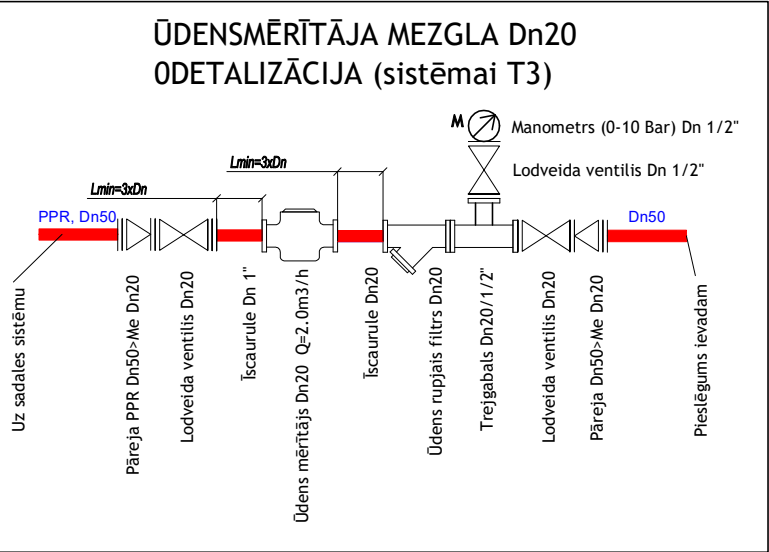 ŪDENSMĒRĪTĀJA MEZGLA Dn20
0DETALIZĀCIJA (sistēmai T3)
M
Manometrs (0-10 Bar) Dn 1/2"
Lodveida ventilis Dn 1/2"
Lmin=3xDn
Lmin=3xDn
PPR, Dn50
Dn50
Uz sadales sistēmu
Pāreja PPR Dn50>Me Dn20
Lodveida ventilis Dn20
Īscaurule Dn 1"
Ūdens mērītājs Dn20 Q=2.0m3/h
Īscaurule Dn20
Ūdens rupjais filtrs Dn20
Trejgabals Dn20/1/2"
Lodveida ventilis Dn20
Pāreja Dn50>Me Dn20
Pieslēgums ievadam